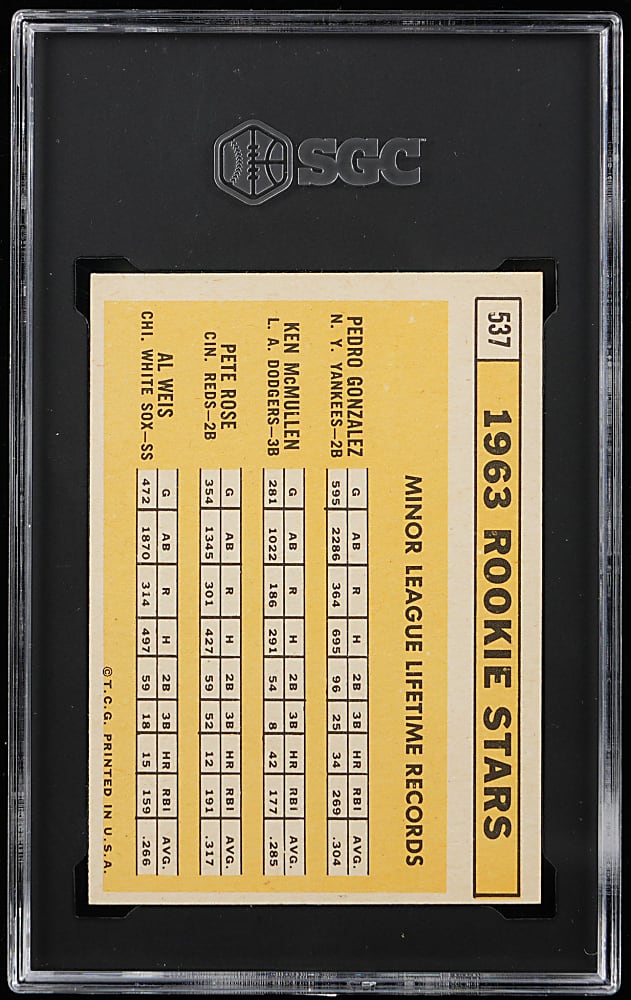 SGC
537
1963 ROOKIE STARS
MINOR LEAGUE LIFETIME RECORDS
PEDRO GONZALEZ
N. Y. YANKEES—2B
G AB R H 2B 3B HR RBI AVG.
595 2286 364 695 96 25 34 269 .304
KEN McMULLEN
L. A. DODGERS—3B
G AB R H 2B 3B HR RBI AVG.
281 1022 186 291 54 8 42 177 .285
PETE ROSE
CIN. REDS—2B
G AB R H 2B 3B HR RBI AVG.
354 1345 301 427 59 52 12 191 .317
AL WEIS
CHI. WHITE SOX—SS
G AB R H 2B 3B HR RBI AVG.
472 1870 314 497 59 18 15 159 .266
© T.C.G. PRINTED IN U.S.A.